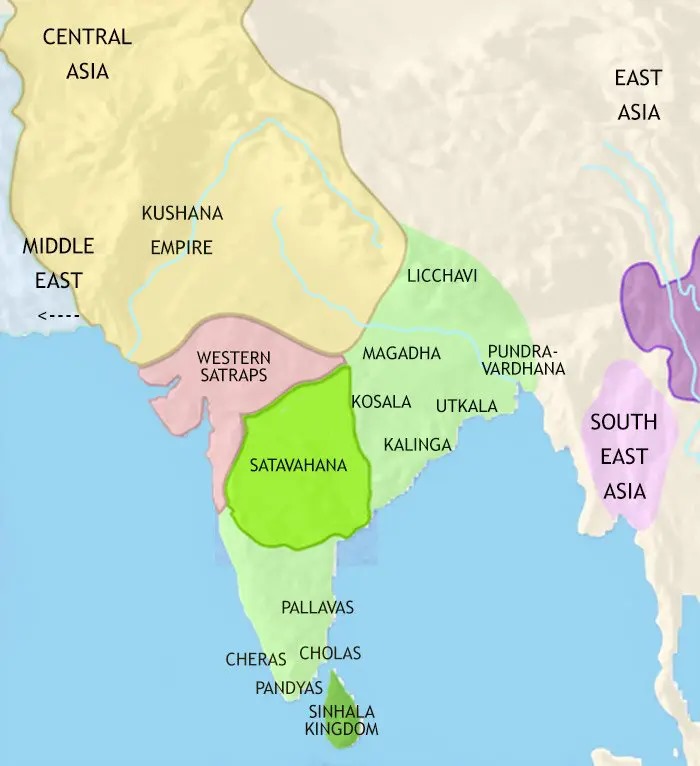 CENTRAL
ASIA
EAST
ASIA
KUSHANA
EMPIRE
MIDDLE
EAST
<----
LICCHAVI
WESTERN
SATRAPS
MAGADHA
PUNDRA-
VARDHANA
KOSALA
UTKALA
KALINGA
SATAVAHANA
SOUTH
EAST
ASIA
PALLAVAS
CHERAS
CHOLAS
PANDYAS
SINHALA
KINGDOM